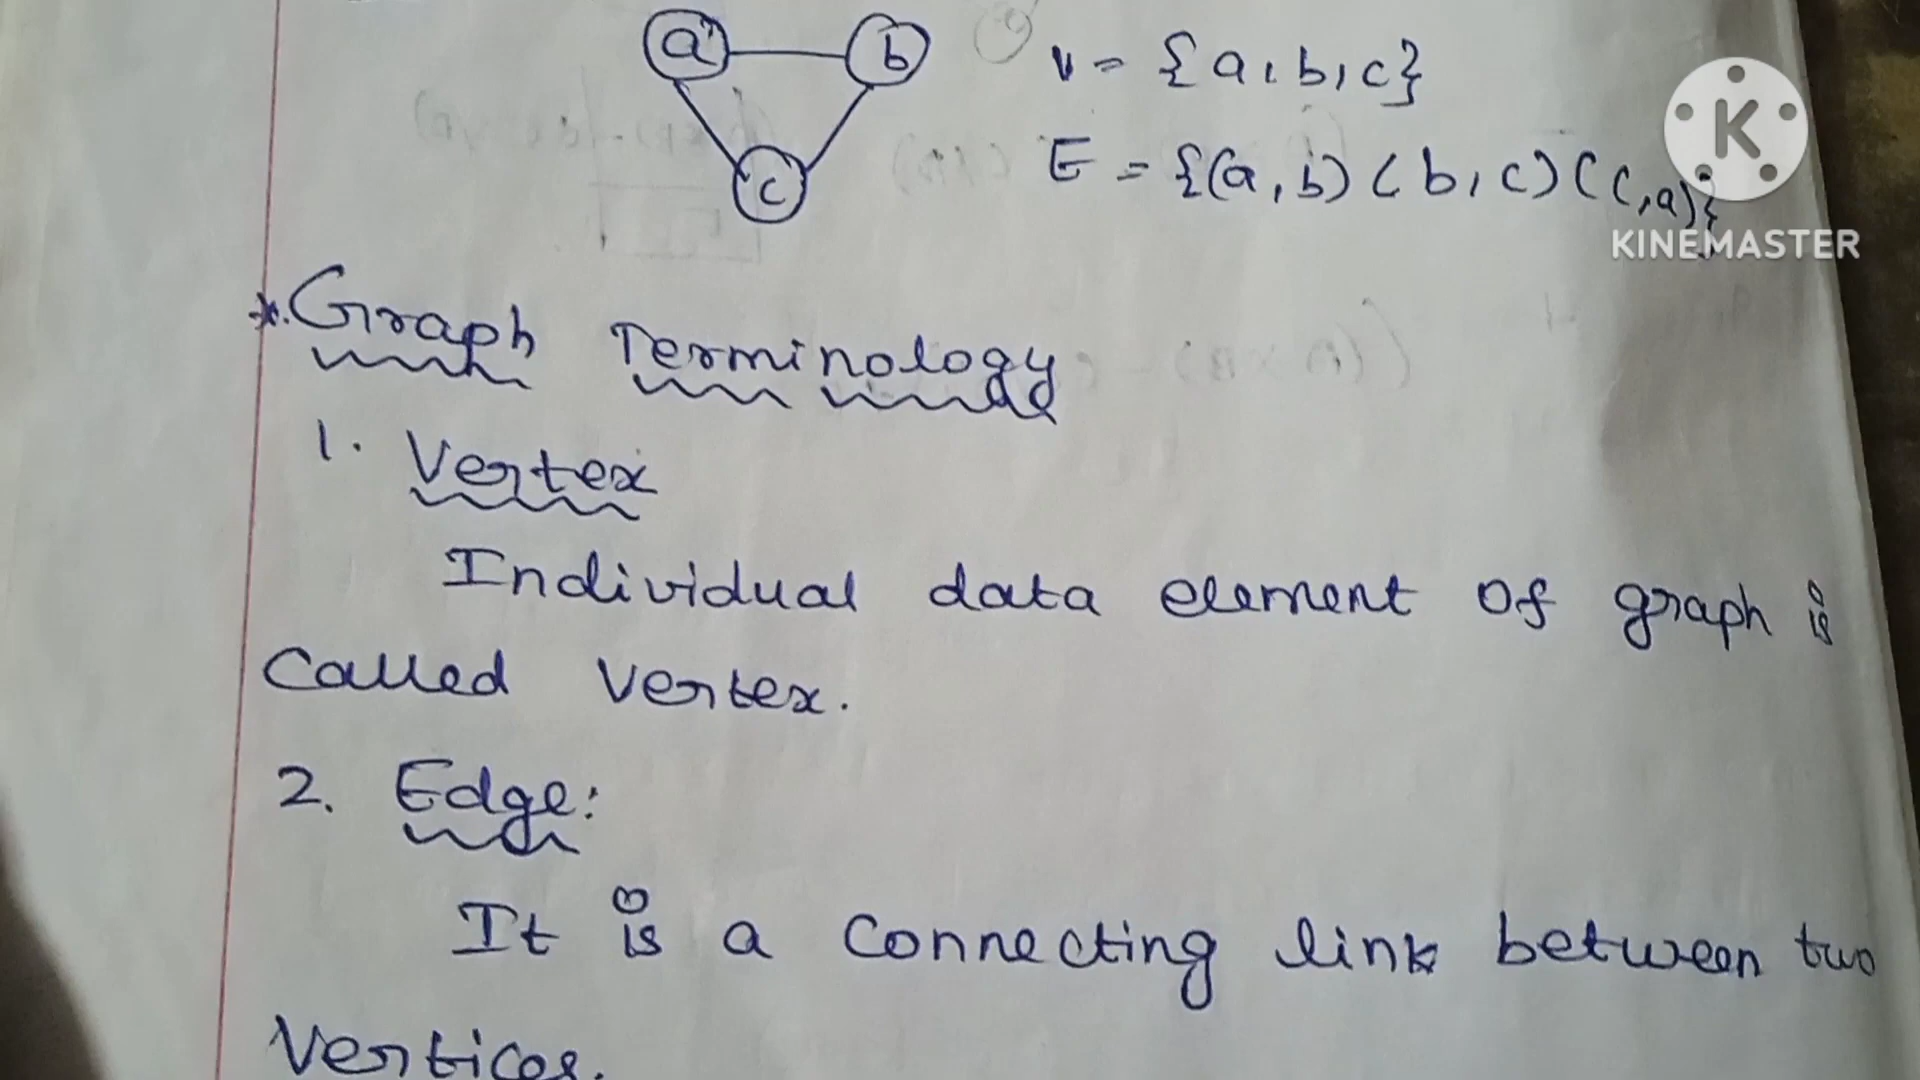 a b v = {a, b, c}
c E = {(a, b) (b, c) (c, a)}
K
KINEMASTER
*. Graph Terminology
1. Vertex
Individual data element of graph is
Called vertex.
2. Edge:
It is a connecting link between two
Vertices.